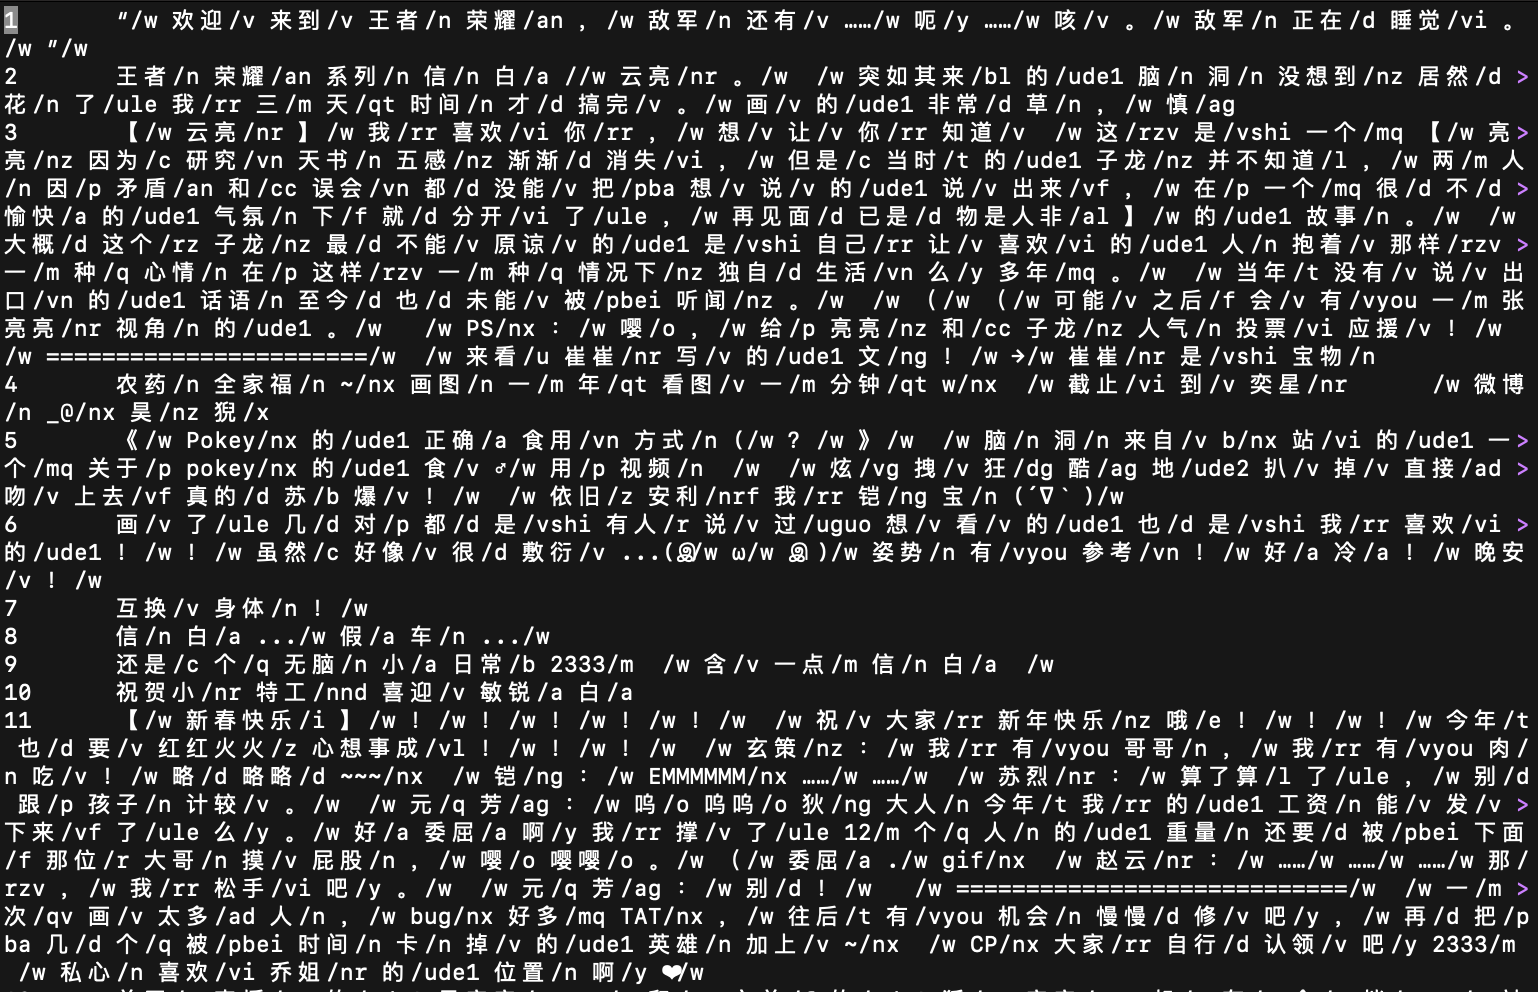 1 “/w 欢迎/v 来到/v 王者/n 荣耀/an ，/w 敌军/n 还有/v ……/w 呃/y ……/w 咳/v 。/w 敌军/n 正在/d 睡觉/vi 。
/w ”/w
2 王者/n 荣耀/an 系列/n 信/n 白/a //w 云亮/nr 。/w /w 突如其来/bl 的/ude1 脑/n 洞/n 没想到/nz 居然/d >
花/n 了/ule 我/rr 三/m 天/qt 时间/n 才/d 搞完/v 。/w 画/v 的/ude1 非常/d 草/n ，/w 慎/ag
3 【/w 云亮/nr 】/w 我/rr 喜欢/vi 你/rr ，/w 想/v 让/v 你/rr 知道/v /w 这/rzv 是/vshi 一个/mq 【/w 亮>
亮/nz 因为/c 研究/vn 天书/n 五感/nz 渐渐/d 消失/vi ，/w 但是/c 当时/t 的/ude1 子龙/nz 并不知道/l ，/w 两/m 人
/n 因/p 矛盾/an 和/cc 误会/vn 都/d 没能/v 把/pba 想/v 说/v 的/ude1 说/v 出来/vf ，/w 在/p 一个/mq 很/d 不/d >
愉快/a 的/ude1 气氛/n 下/f 就/d 分开/vi 了/ule ，/w 再见面/d 已是/d 物是人非/al 】/w 的/ude1 故事/n 。/w /w
大概/d 这个/rz 子龙/nz 最/d 不能/v 原谅/v 的/ude1 是/vshi 自己/rr 让/v 喜欢/vi 的/ude1 人/n 抱着/v 那样/rzv >
一/m 种/q 心情/n 在/p 这样/rzv 一/m 种/q 情况下/nz 独自/d 生活/vn 么/y 多年/mq 。/w /w 当年/t 没有/v 说/v 出
口/vn 的/ude1 话语/n 至今/d 也/d 未能/v 被/pbei 听闻/nz 。/w /w （/w （/w 可能/v 之后/f 会/v 有/vyou 一/m 张
亮亮/nr 视角/n 的/ude1 。/w /w PS/nx ：/w 嘤/o ，/w 给/p 亮亮/nz 和/cc 子龙/nz 人气/n 投票/vi 应援/v ！/w
/w =======================/w /w 来看/u 崔崔/nr 写/v 的/ude1 文/ng ！/w →/w 崔崔/nr 是/vshi 宝物/n
4 农药/n 全家福/n ~/nx 画图/n 一/m 年/qt 看图/v 一/m 分钟/qt w/nx /w 截止/vi 到/v 奕星/nr /w 微博
/n _@/nx 昊/nz 猊/x
5 《/w Pokey/nx 的/ude1 正确/a 食用/vn 方式/n (/w ？/w 》/w /w 脑/n 洞/n 来自/v b/nx 站/vi 的/ude1 一>
个/mq 关于/p pokey/nx 的/ude1 食/v ♂/w 用/p 视频/n /w /w 炫/vg 拽/v 狂/dg 酷/ag 地/ude2 扒/v 掉/v 直接/ad >
吻/v 上去/vf 真的/d 苏/b 爆/v ！/w /w 依旧/z 安利/nrf 我/rr 铠/ng 宝/n (´∇｀)/w
6 画/v 了/ule 几/d 对/p 都/d 是/vshi 有人/r 说/v 过/uguo 想/v 看/v 的/ude1 也/d 是/vshi 我/rr 喜欢/vi >
的/ude1 ！/w ！/w 虽然/c 好像/v 很/d 敷衍/v ...(இ/w ω/w இ )/w 姿势/n 有/vyou 参考/vn ！/w 好/a 冷/a ！/w 晚安
/v ！/w
7 互换/v 身体/n ！/w
8 信/n 白/a .../w 假/a 车/n .../w
9 还是/c 个/q 无脑/n 小/a 日常/b 2333/m /w 含/v 一点/m 信/n 白/a /w
10 祝贺小/nr 特工/nnd 喜迎/v 敏锐/a 白/a
11 【/w 新春快乐/i 】/w ！/w ！/w ！/w ！/w ！/w /w 祝/v 大家/rr 新年快乐/nz 哦/e ！/w ！/w ！/w 今年/t
也/d 要/v 红红火火/z 心想事成/vl ！/w ！/w ！/w /w 玄策/nz ：/w 我/rr 有/vyou 哥哥/n ，/w 我/rr 有/vyou 肉/
n 吃/v ！/w 略/d 略略/d ~~~/nx /w 铠/ng ：/w EMMMMMM/nx ……/w ……/w /w 苏烈/nr ：/w 算了算/l 了/ule ，/w 别/d
跟/p 孩子/n 计较/v 。/w /w 元/q 芳/ag ：/w 呜/o 呜呜/o 狄/ng 大人/n 今年/t 我/rr 的/ude1 工资/n 能/v 发/v >
下来/vf 了/ule 么/y 。/w 好/a 委屈/a 啊/y 我/rr 撑/v 了/ule 12/m 个/q 人/n 的/ude1 重量/n 还要/d 被/pbei 下面
/f 那位/r 大哥/n 摸/v 屁股/n ，/w 嘤/o 嘤嘤/o 。/w （/w 委屈/a ./w gif/nx /w 赵云/nr ：/w ……/w ……/w ……/w 那/
rzv ，/w 我/rr 松手/vi 吧/y 。/w /w 元/q 芳/ag ：/w 别/d ！/w /w ============================/w /w 一/m >
次/qv 画/v 太多/ad 人/n ，/w bug/nx 好多/mq TAT/nx ，/w 往后/t 有/vyou 机会/n 慢慢/d 修/v 吧/y ，/w 再/d 把/p
ba 几/d 个/q 被/pbei 时间/n 卡/n 掉/v 的/ude1 英雄/n 加上/v ~/nx /w CP/nx 大家/rr 自行/d 认领/v 吧/y 2333/m
/w 私心/n 喜欢/vi 乔姐/nr 的/ude1 位置/n 啊/y ❤/w